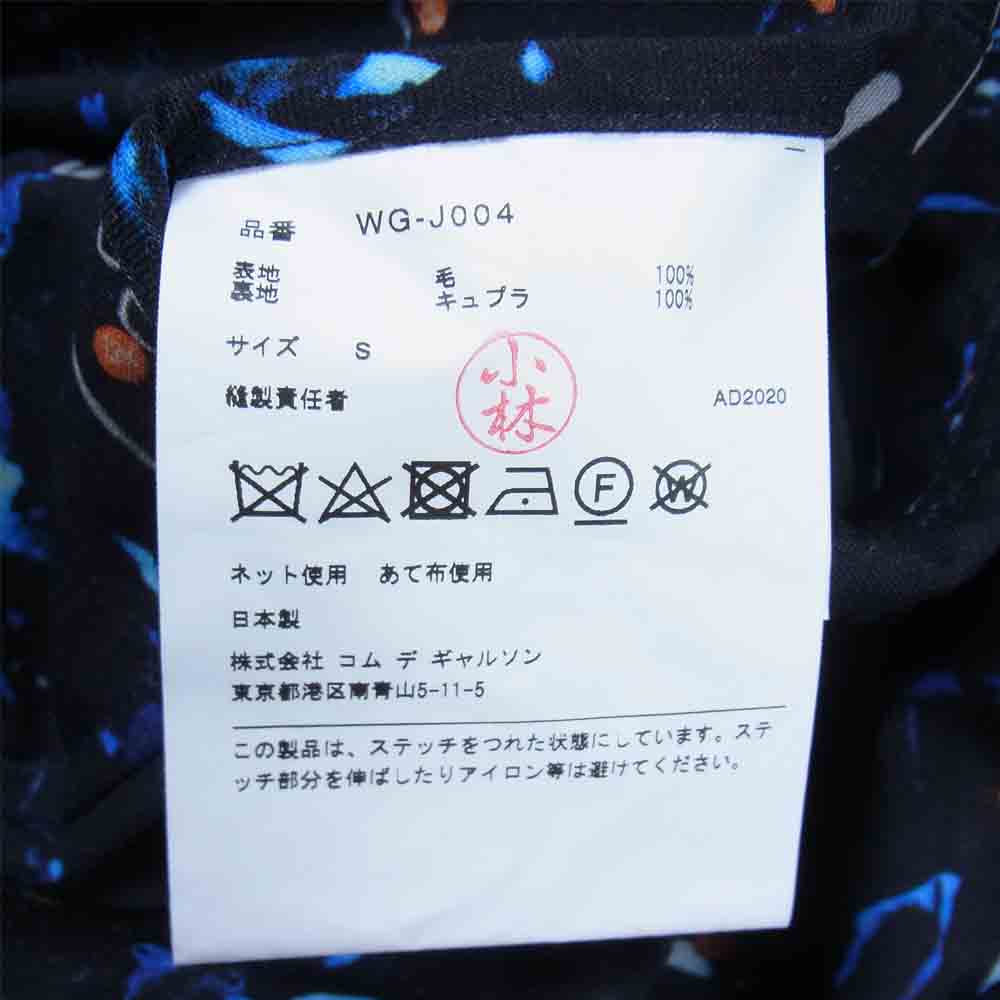 品番 WG-J004
表地 毛 100%
裏地 キュプラ 100%
サイズ S
小林
縫製責任者 AD2020
F W
ネット使用 あて布使用
日本製
株式会社 コム デ ギャルソン
東京都港区南青山5-11-5
この製品は、ステッチをつれた状態にしています。ステ
ッチ部分を伸ばしたりアイロン等は避けてください。